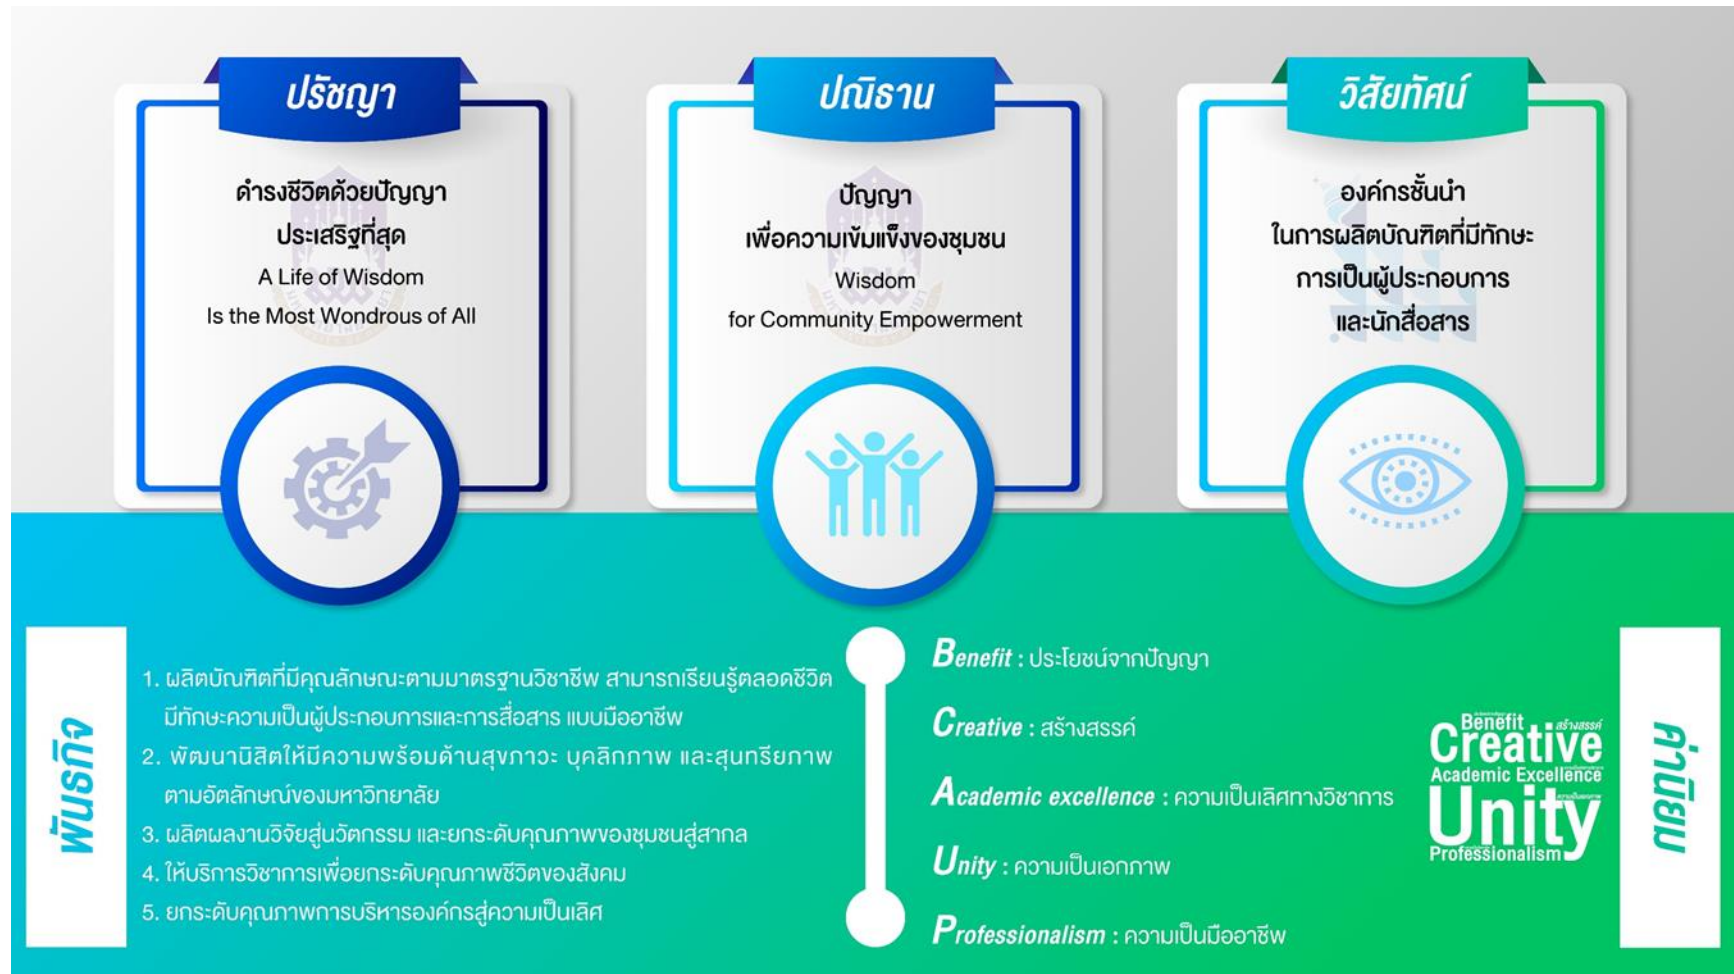 ปรัชญา
ดำรงชีวิตด้วยปัญญา
ประเสริฐที่สุด
A Life of Wisdom
Is the Most Wondrous of All
ปณิธาน
ปัญญา
เพื่อความเข้มแข็งของชุมชน
Wisdom
for Community Empowerment
วิสัยทัศน์
องค์กรชั้นนำ
ในการผลิตบัณฑิตที่มีทักษะ
การเป็นผู้ประกอบการ
และนักสื่อสาร
พันธกิจ
1. ผลิตบัณฑิตที่มีคุณลักษณะตามมาตรฐานวิชาชีพ สามารถเรียนรู้ตลอดชีวิต
มีทักษะความเป็นผู้ประกอบการและการสื่อสาร แบบมืออาชีพ
2. พัฒนานิสิตให้มีความพร้อมด้านสุขภาวะ บุคลิกภาพ และสุนทรียภาพ
ตามอัตลักษณ์ของมหาวิทยาลัย
3. ผลิตผลงานวิจัยสู่นวัตกรรม และยกระดับคุณภาพของชุมชนสู่สากล
4. ให้บริการวิชาการเพื่อยกระดับคุณภาพชีวิตของสังคม
5. ยกระดับคุณภาพการบริหารองค์กรสู่ความเป็นเลิศ
Benefit : ประโยชน์จากปัญญา
Creative : สร้างสรรค์
Academic excellence : ความเป็นเลิศทางวิชาการ
Unity : ความเป็นเอกภาพ
Professionalism : ความเป็นมืออาชีพ
Benefit
สร้างสรรค์
Creative
Academic Excellence
Unity
Professionalism
ค่านิยม